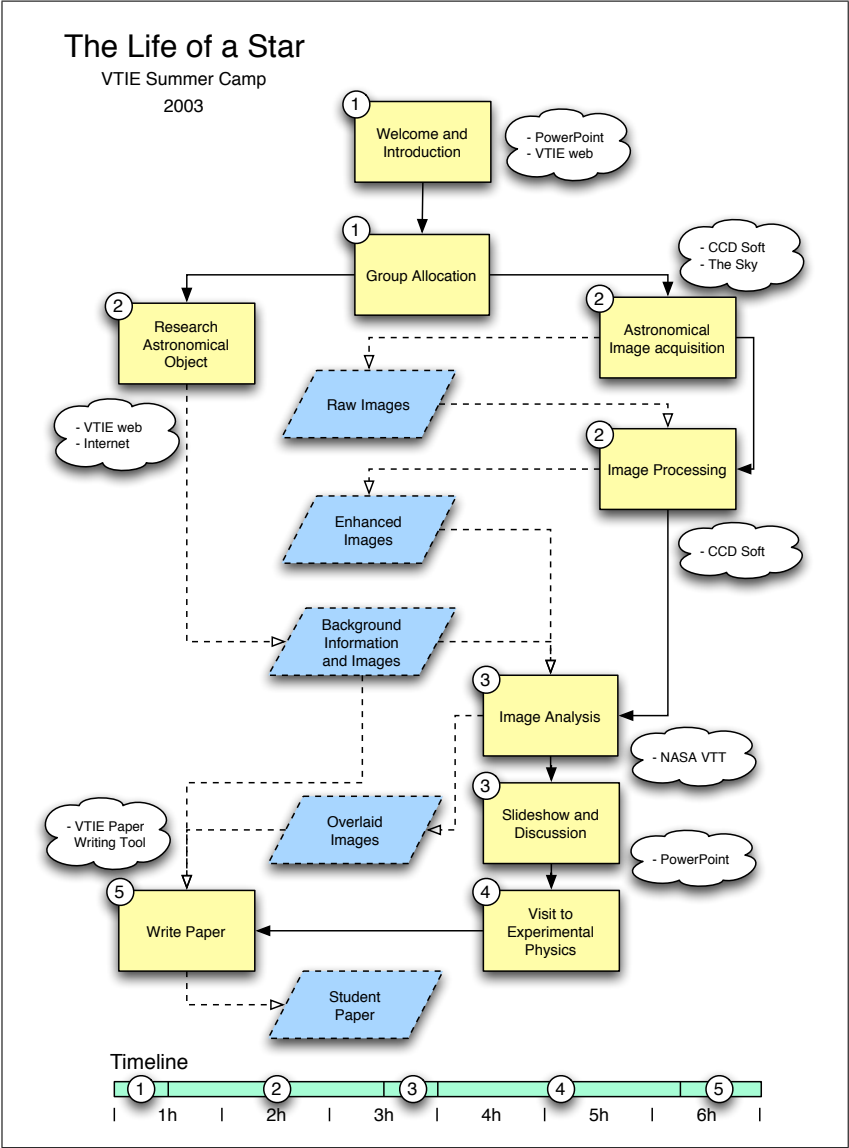 The Life of a Star
VTIE Summer Camp
2003
1
Welcome and
Introduction
- PowerPoint
- VTIE web
1
Group Allocation
- CCD Soft
- The Sky
2
Research
Astronomical
Object
2
Astronomical
Image acquisition
- VTIE web
- Internet
Raw Images
2
Image Processing
Enhanced
Images
- CCD Soft
Background
Information
and Images
3
Image Analysis
- NASA VTT
3
Slideshow and
Discussion
- VTIE Paper
Writing Tool
Overlaid
Images
- PowerPoint
5
Write Paper
4
Visit to
Experimental
Physics
Student
Paper
Timeline
1 2 3 4 5
| 1h | 2h | 3h | 4h | 5h | 6h |